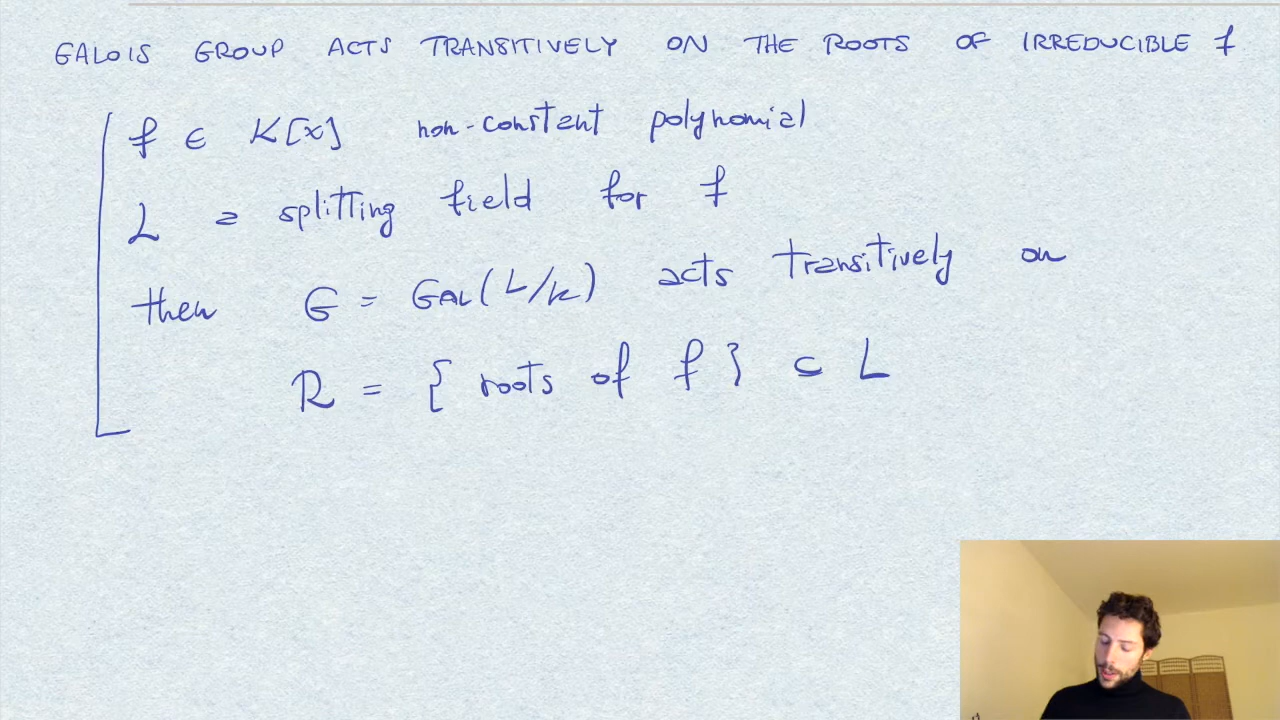 GALOIS GROUP ACTS TRANSITIVELY ON THE ROOTS OF IRREDUCIBLE f
f ∈ K[x] non-constant polynomial
L a splitting field for f
then G = GAL(L/K) acts transitively on
R = { roots of f } ⊂ L